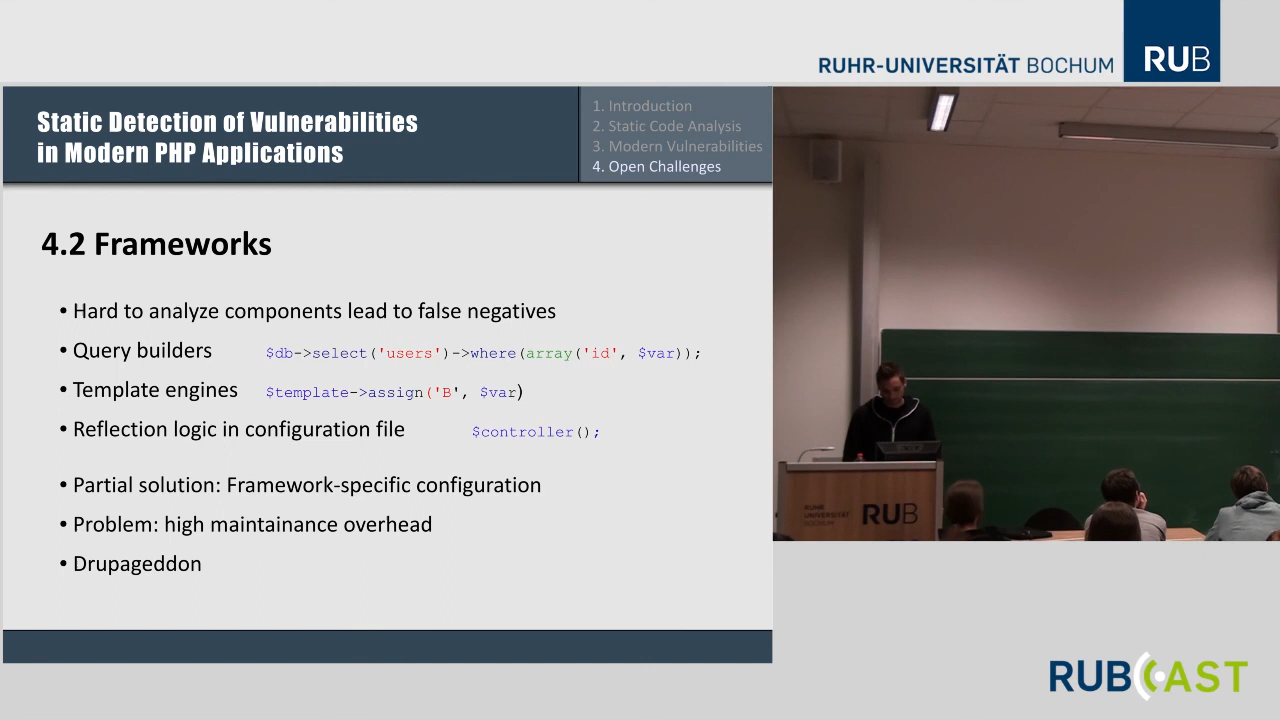 RUHR-UNIVERSITÄT BOCHUM
RUB
Static Detection of Vulnerabilities
in Modern PHP Applications
1. Introduction
2. Static Code Analysis
3. Modern Vulnerabilities
4. Open Challenges
4.2 Frameworks
• Hard to analyze components lead to false negatives
• Query builders $db->select('users')->where(array('id', $var));
• Template engines $template->assign('B', $var)
• Reflection logic in configuration file $controller();
• Partial solution: Framework-specific configuration
• Problem: high maintainance overhead
• Drupageddon
RUHR
UNIVERSITÄT
BOCHUM
RUB
RUBCAST